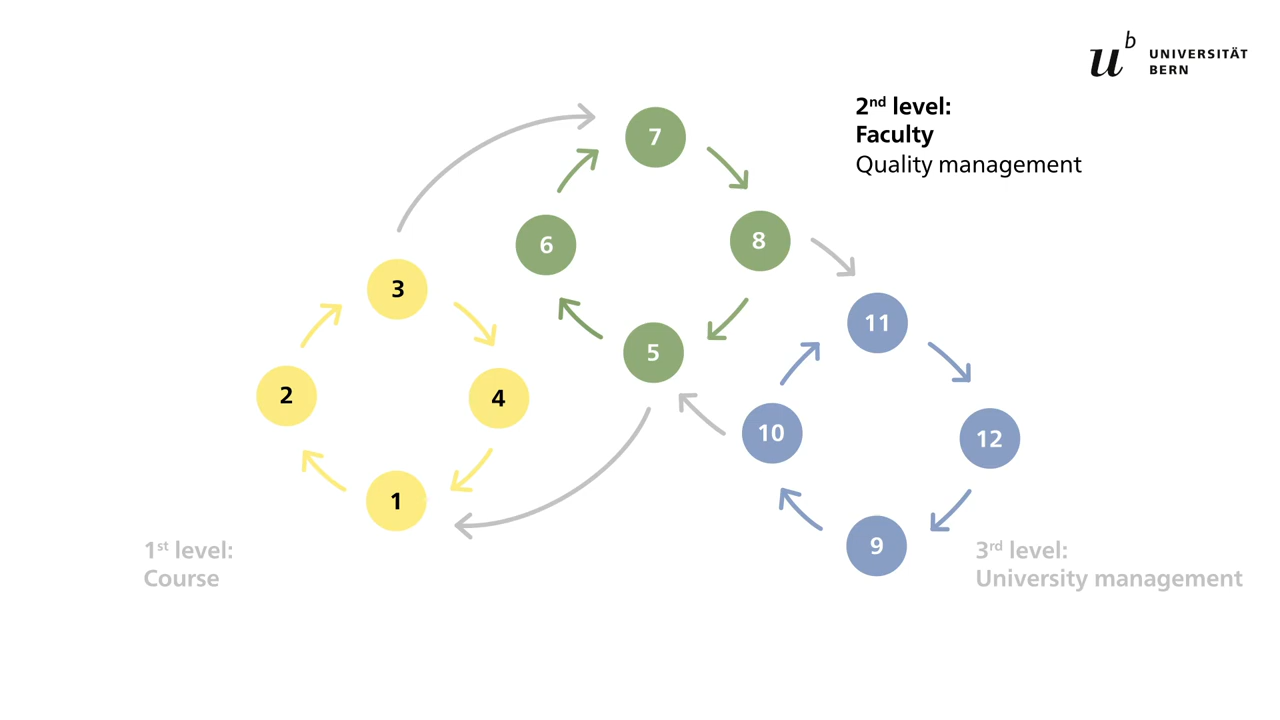 u^b
UNIVERSITÄT
BERN
2nd level:
Faculty
Quality management
7
6
8
5
3
2
4
1
11
10
12
9
1st level:
Course
3rd level:
University management